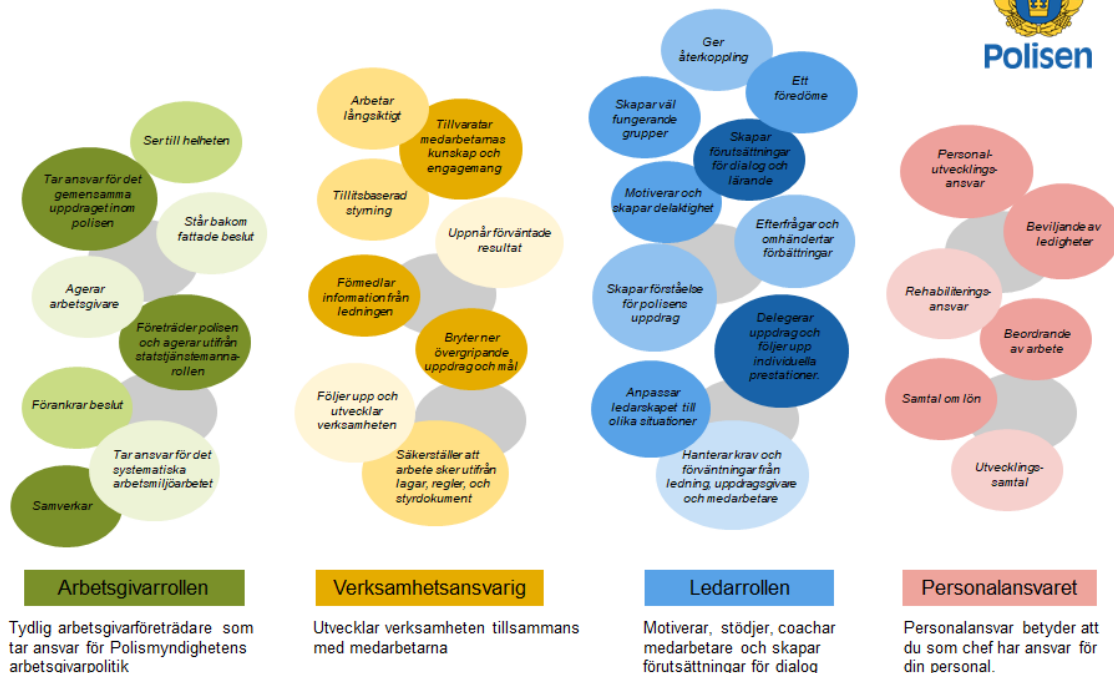 Polisen
Ser till helheten
Tar ansvar för det
gemensamma
uppdraget inom
polisen
Står bakom
fattade beslut
Agerar
arbetsgivare
Företräder polisen
och agerar utifrån
statstjänstemanna-
rollen
Förankrar beslut
Tar ansvar för det
systematiska
arbetsmiljöarbetet
Samverkar
Arbetsgivarrollen
Tydlig arbetsgivarföreträdare som
tar ansvar för Polismyndighetens
arbetsgivarpolitik
Arbetar
långsiktigt
Tillvaratar
medarbetarnas
kunskap och
engagemang
Tillitsbaserad
styrning
Uppnår förväntade
resultat
Förmedlar
information från
ledningen
Bryter ner
övergripande
uppdrag och mål
Följer upp och
utvecklar
verksamheten
Säkerställer att
arbete sker utifrån
lagar, regler, och
styrdokument
Verksamhetsansvarig
Utvecklar verksamheten tillsammans
med medarbetarna
Ger
återkoppling
Ett
föredöme
Skapar väl
fungerande
grupper
Skapar
förutsättningar
för dialog och
lärande
Motiverar och
skapar delaktighet
Efterfrågar och
omhändertar
förbättringar
Skapar förståelse
för polisens
uppdrag
Delegerar
uppdrag och
följer upp
individuella
prestationer.
Anpassar
ledarskapet till
olika situationer
Hanterar krav och
förväntningar från
ledning, uppdragsgivare
och medarbetare
Ledarrollen
Motiverar, stödjer, coachar
medarbetare och skapar
förutsättningar för dialog
Personal-
utvecklings-
ansvar
Beviljande av
ledigheter
Rehabiliterings-
ansvar
Beordrande
av arbete
Samtal om lön
Utvecklings-
samtal
Personalansvaret
Personalansvar betyder att
du som chef har ansvar för
din personal.